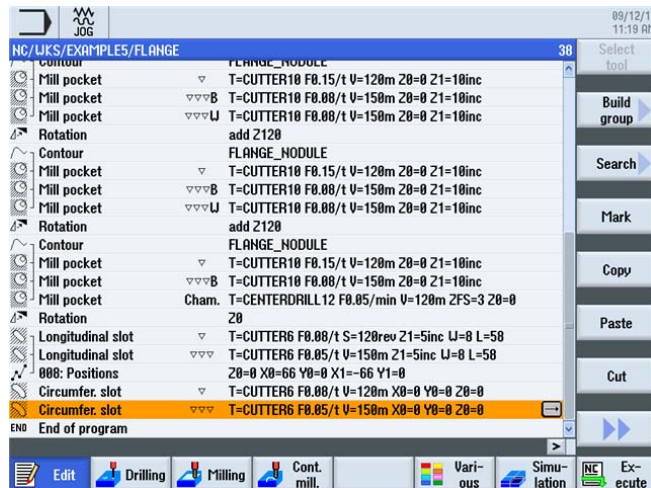 JOG
09/12/1
11:19 AM
NC/WKS/EXAMPLE5/FLANGE 38
Select tool
Contour FLANGE_NODULE
Mill pocket ▽ T=CUTTER10 F0.15/t V=120m Z0=0 Z1=10inc
Mill pocket ▽▽▽B T=CUTTER10 F0.08/t V=150m Z0=0 Z1=10inc
Mill pocket ▽▽▽W T=CUTTER10 F0.08/t V=150m Z0=0 Z1=10inc
Rotation add Z120
Contour FLANGE_NODULE
Mill pocket ▽ T=CUTTER10 F0.15/t V=120m Z0=0 Z1=10inc
Mill pocket ▽▽▽B T=CUTTER10 F0.08/t V=150m Z0=0 Z1=10inc
Mill pocket ▽▽▽W T=CUTTER10 F0.08/t V=150m Z0=0 Z1=10inc
Rotation add Z120
Contour FLANGE_NODULE
Mill pocket ▽ T=CUTTER10 F0.15/t V=120m Z0=0 Z1=10inc
Mill pocket ▽▽▽B T=CUTTER10 F0.08/t V=150m Z0=0 Z1=10inc
Mill pocket Cham. T=CENTERDRILL12 F0.05/min V=120m ZFS=3 Z0=0
Rotation Z0
Longitudinal slot ▽ T=CUTTER6 F0.08/t S=120rev Z1=5inc W=8 L=58
Longitudinal slot ▽▽▽ T=CUTTER6 F0.05/t V=150m Z1=5inc W=8 L=58
008: Positions Z0=0 X0=66 Y0=0 X1=-66 Y1=0
Circumfer. slot ▽ T=CUTTER6 F0.08/t V=120m X0=0 Y0=0 Z0=0
Circumfer. slot ▽▽▽ T=CUTTER6 F0.05/t V=150m X0=0 Y0=0 Z0=0
END End of program
Build group
Search
Mark
Copy
Paste
Cut
Edit
Drilling
Milling
Cont. mill.
Vari-ous
Simu-lation
NC Ex-ecute